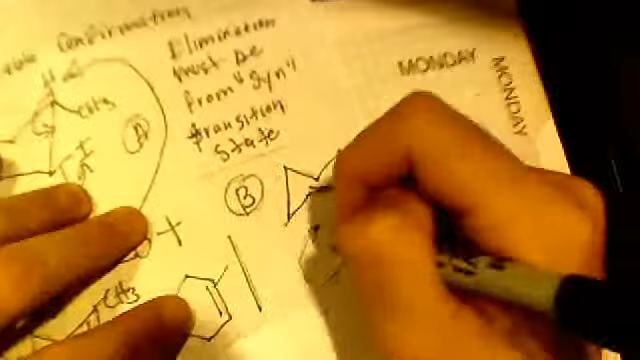 Conformation
Elimination
must be
from "syn"
transition
state
MONDAY
MONDAY
H
CH3
A
B
CH3